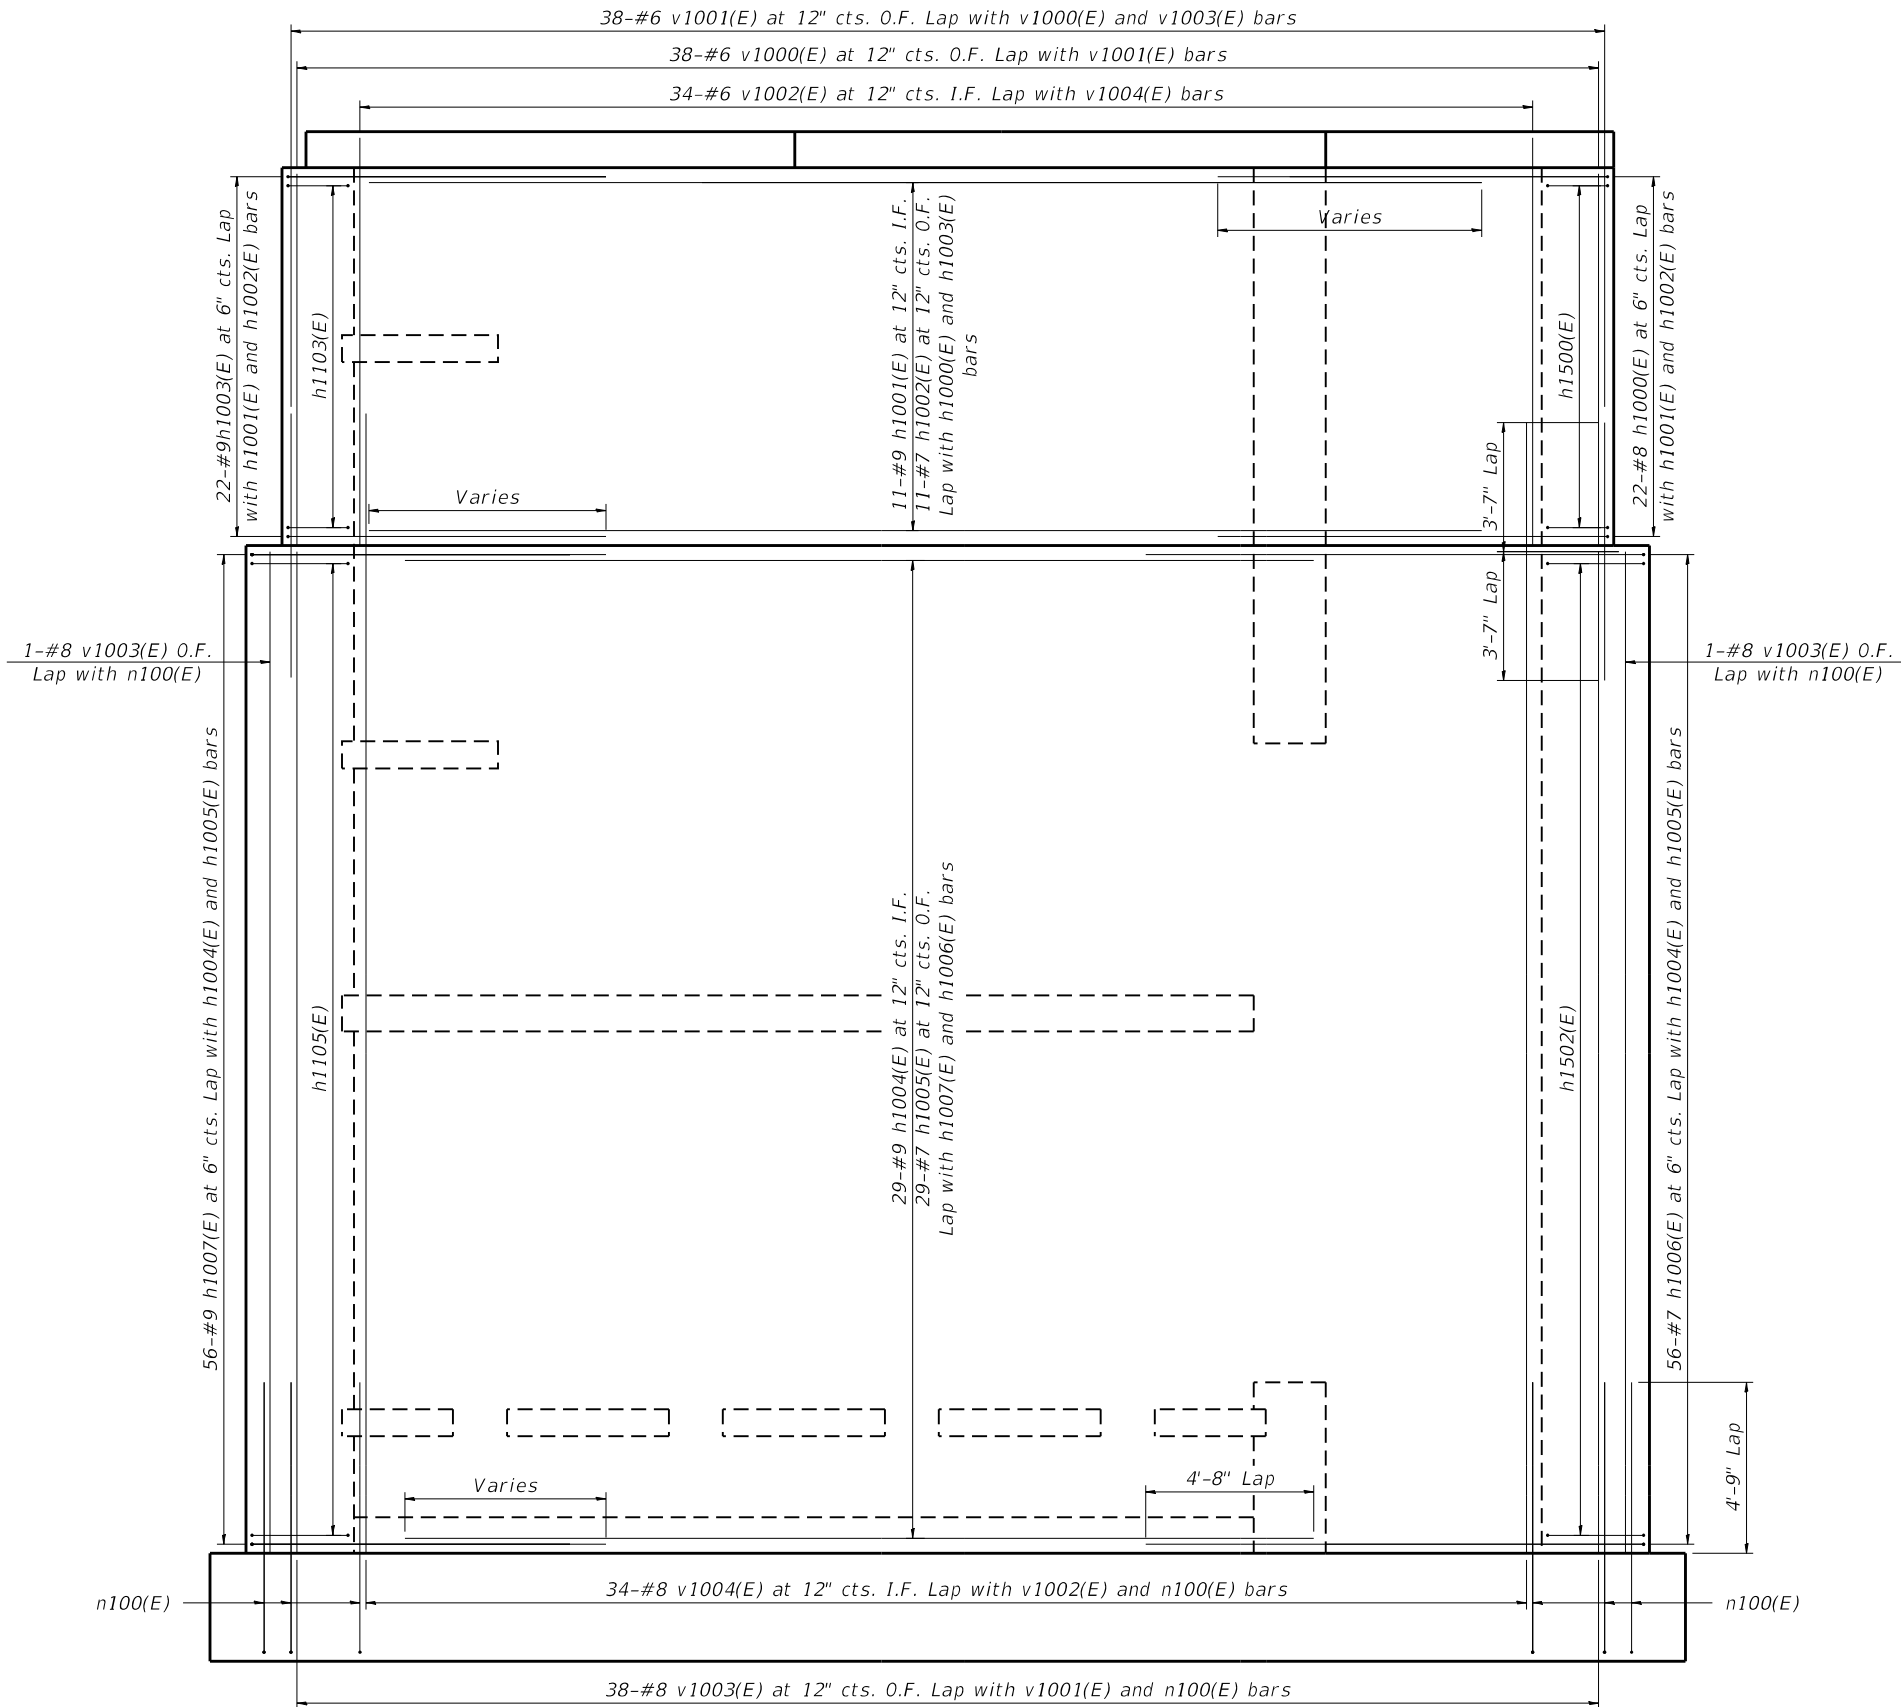 38-#6 v1001(E) at 12" cts. O.F. Lap with v1000(E) and v1003(E) bars
38-#6 v1000(E) at 12" cts. O.F. Lap with v1001(E) bars
34-#6 v1002(E) at 12" cts. I.F. Lap with v1004(E) bars
22-#9h1003(E) at 6" cts. Lap
with h1001(E) and h1002(E) bars
h1103(E)
11-#9 h1001(E) at 12" cts. I.F.
11-#7 h1002(E) at 12" cts. O.F.
Lap with h1000(E) and h1003(E)
bars
Varies
h1500(E)
22-#8 h1000(E) at 6" cts. Lap
with h1001(E) and h1002(E) bars
Varies
3'-7" Lap
3'-7" Lap
1-#8 v1003(E) O.F.
Lap with n100(E)
1-#8 v1003(E) O.F.
Lap with n100(E)
56-#9 h1007(E) at 6" cts. Lap with h1004(E) and h1005(E) bars
h1105(E)
29-#9 h1004(E) at 12" cts. I.F.
29-#7 h1005(E) at 12" cts. O.F.
Lap with h1007(E) and h1006(E) bars
h1502(E)
56-#7 h1006(E) at 6" cts. Lap with h1004(E) and h1005(E) bars
Varies
4'-8" Lap
4'-9" Lap
n100(E)
34-#8 v1004(E) at 12" cts. I.F. Lap with v1002(E) and n100(E) bars
n100(E)
38-#8 v1003(E) at 12" cts. O.F. Lap with v1001(E) and n100(E) bars